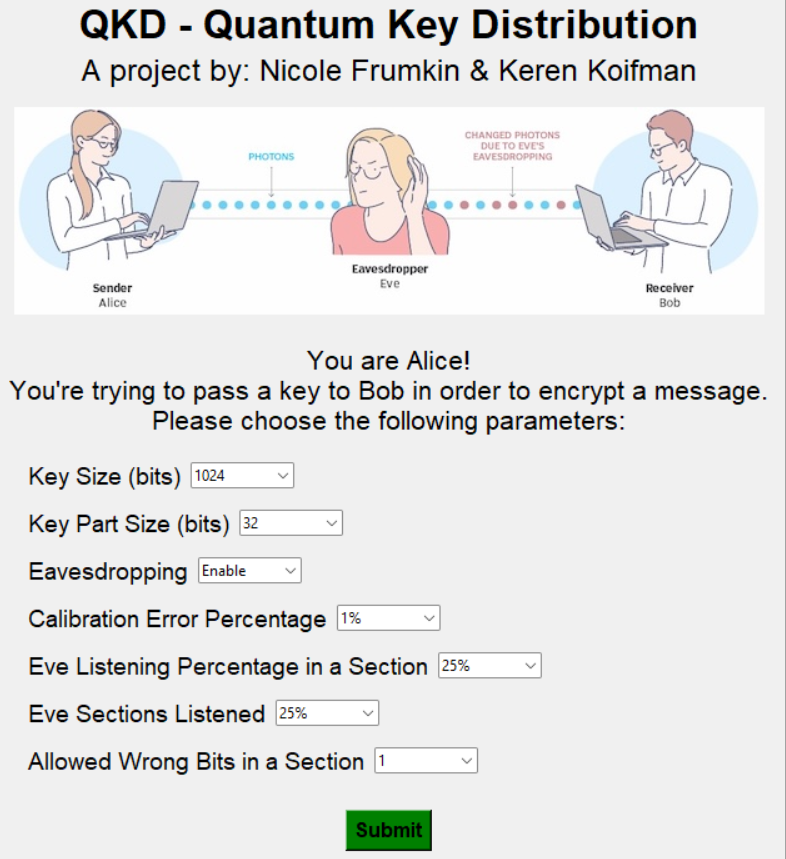 QKD - Quantum Key Distribution
A project by: Nicole Frumkin & Keren Koifman
PHOTONS
CHANGED PHOTONS
DUE TO EVE'S
EAVESDROPPING
Eavesdropper
Eve
Sender
Alice
Receiver
Bob
You are Alice!
You're trying to pass a key to Bob in order to encrypt a message.
Please choose the following parameters:
Key Size (bits) 1024
Key Part Size (bits) 32
Eavesdropping Enable
Calibration Error Percentage 1%
Eve Listening Percentage in a Section 25%
Eve Sections Listened 25%
Allowed Wrong Bits in a Section 1
Submit